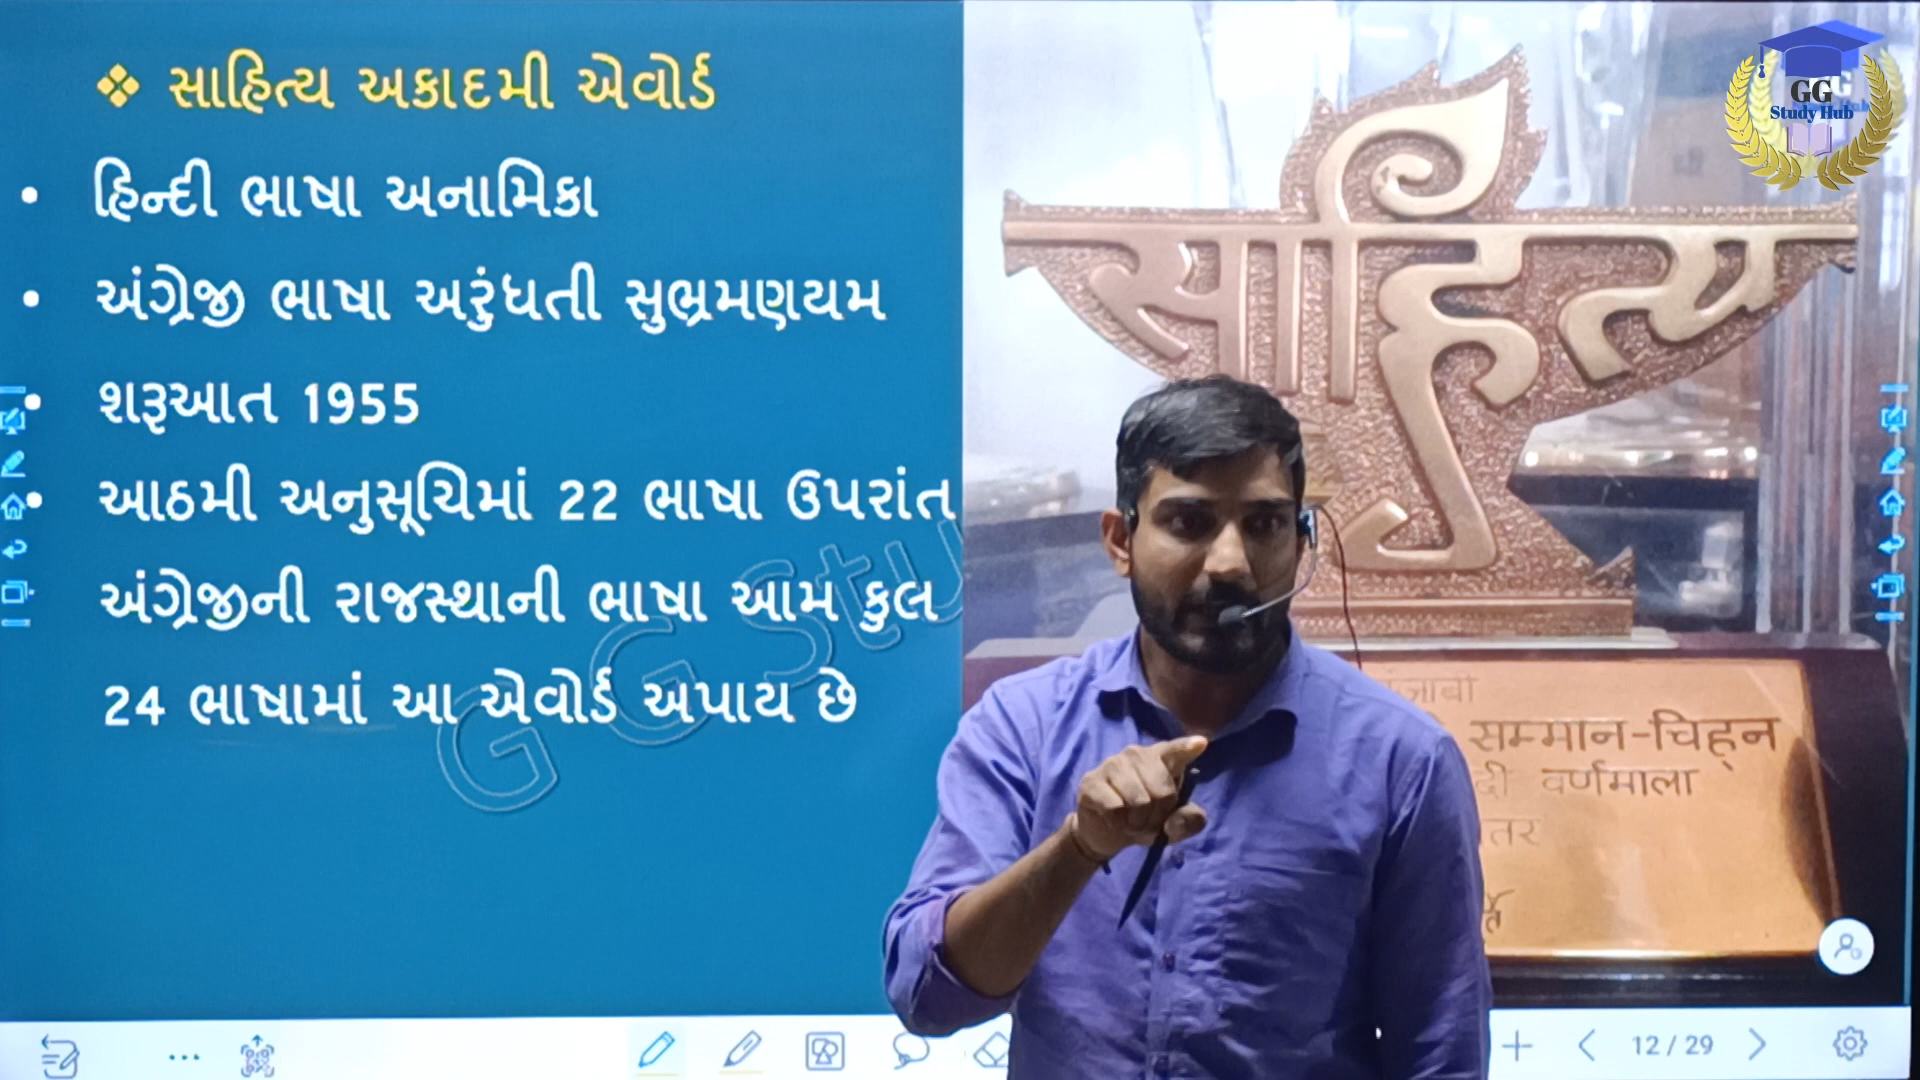 ❖ સાહિત્ય અકાદમી એવોર્ડ
• હિન્દી ભાષા અનામિકા
• અંગ્રેજી ભાષા અરુંધતી સુભ્રમણયમ
• શરૂઆત 1955
• આઠમી અનુસૂચિમાં 22 ભાષા ઉપરાંત
અંગ્રેજીની રાજસ્થાની ભાષા આમ કુલ
24 ભાષામાં આ એવોર્ડ અપાય છે
G G Stu
साहित्य
सम्मान-चिह्न
वर्णमाला
GG
Study Hub
12 / 29